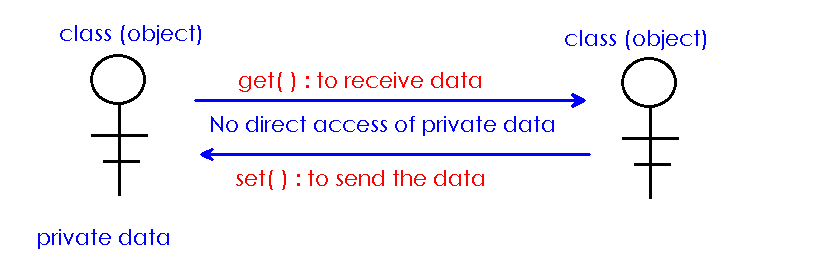 class (object)
class (object)
get( ) : to receive data
No direct access of private data
set( ) : to send the data
private data